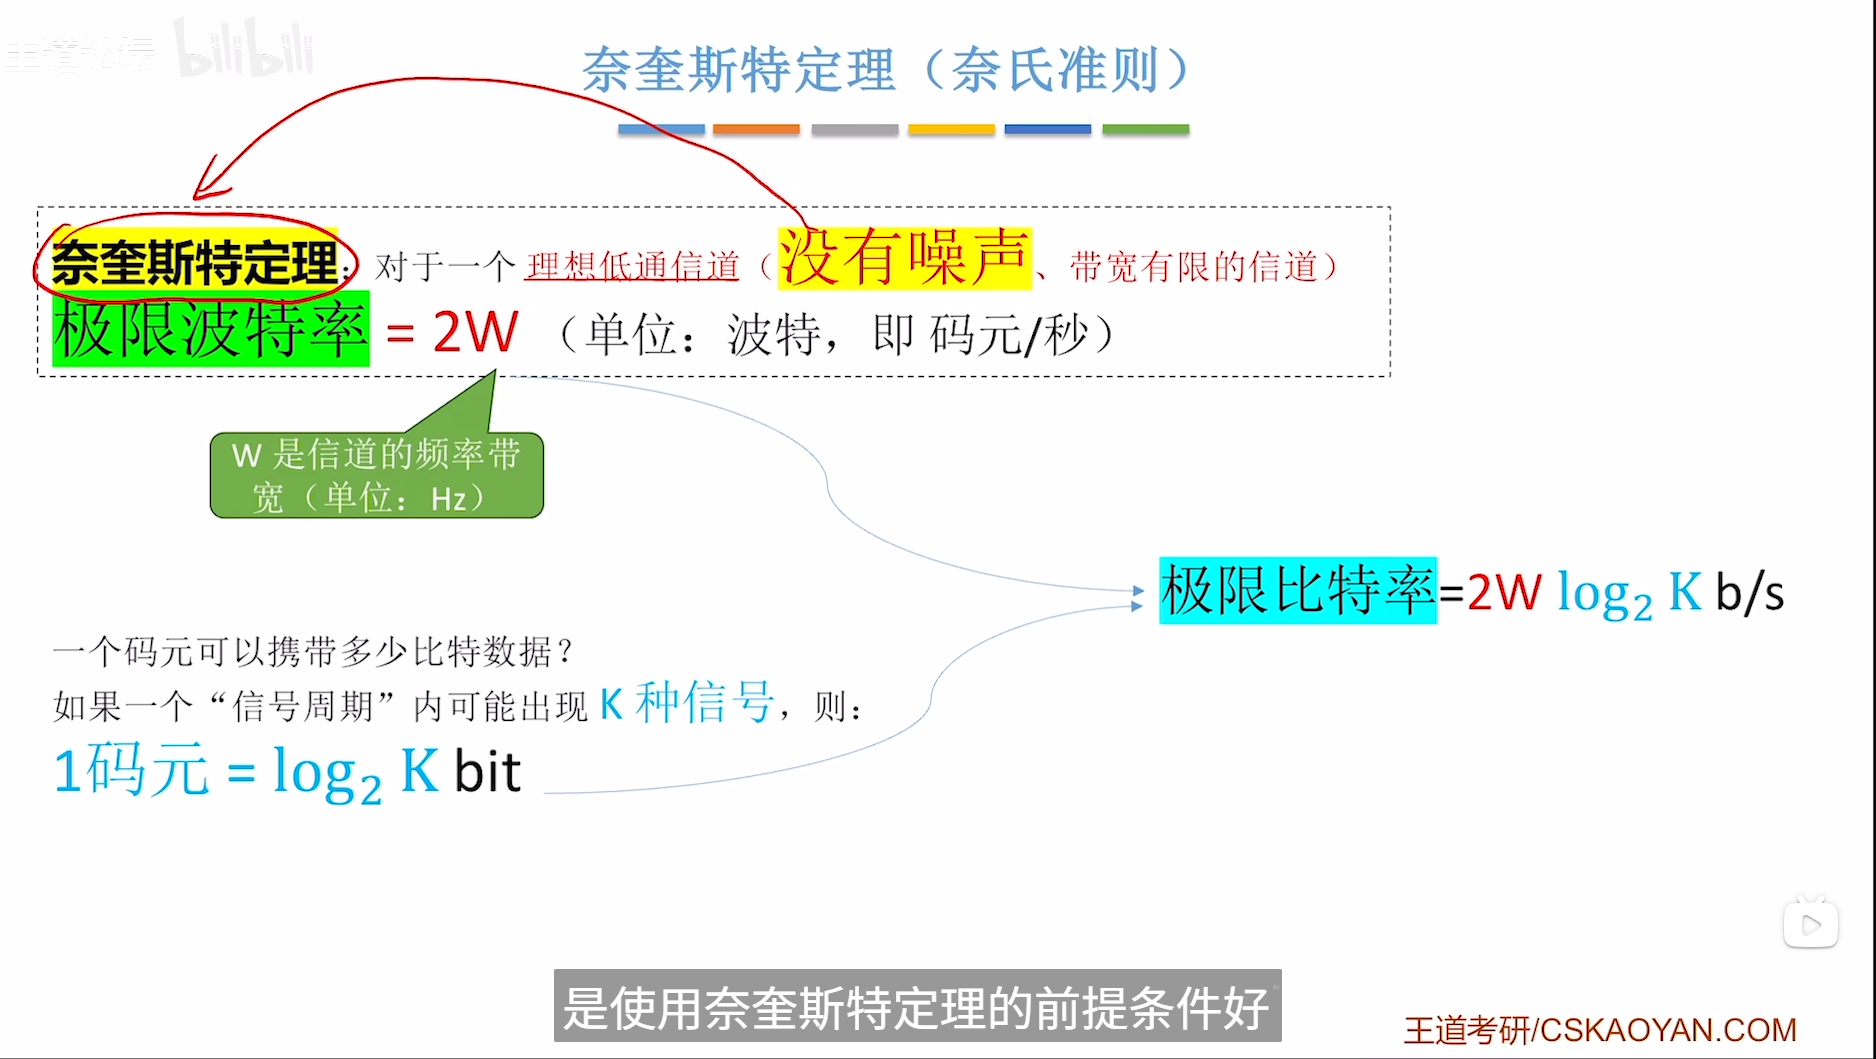 王道论坛 bilibili
奈奎斯特定理（奈氏准则）
奈奎斯特定理：对于一个 理想低通信道（没有噪声、带宽有限的信道）
极限波特率 = 2W （单位：波特，即 码元/秒）
W 是信道的频率带
宽（单位：Hz）
极限比特率=2W log₂ K b/s
一个码元可以携带多少比特数据？
如果一个“信号周期”内可能出现 K 种信号，则：
1码元 = log₂ K bit
是使用奈奎斯特定理的前提条件好
王道考研/CSKAOYAN.COM